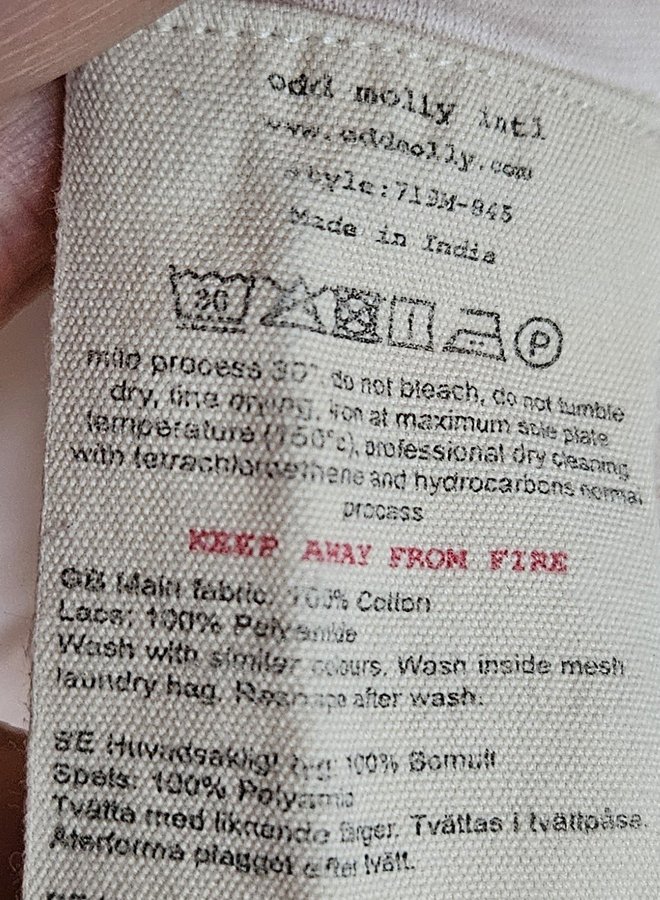 odd molly intl
www.oddmolly.com
style:719M-845
Made in India
30 P
mild process 30° do not bleach, do not tumble
dry, line drying, iron at maximum sole plate
temperature (150°c), professional dry cleaning
with tetrachloroethene and hydrocarbons normal
process
KEEP AWAY FROM FIRE
GB Main fabric: 100% Cotton
Lace: 100% Polyamide
Wash with similar colours. Wash inside mesh
laundry bag. Reshape after wash.
SE Huvudsakligt tyg: 100% Bomull
Spets: 100% Polyamid
Tvätta med liknande färger. Tvättas i tvättpåse.
Återforma plagget efter tvätt.